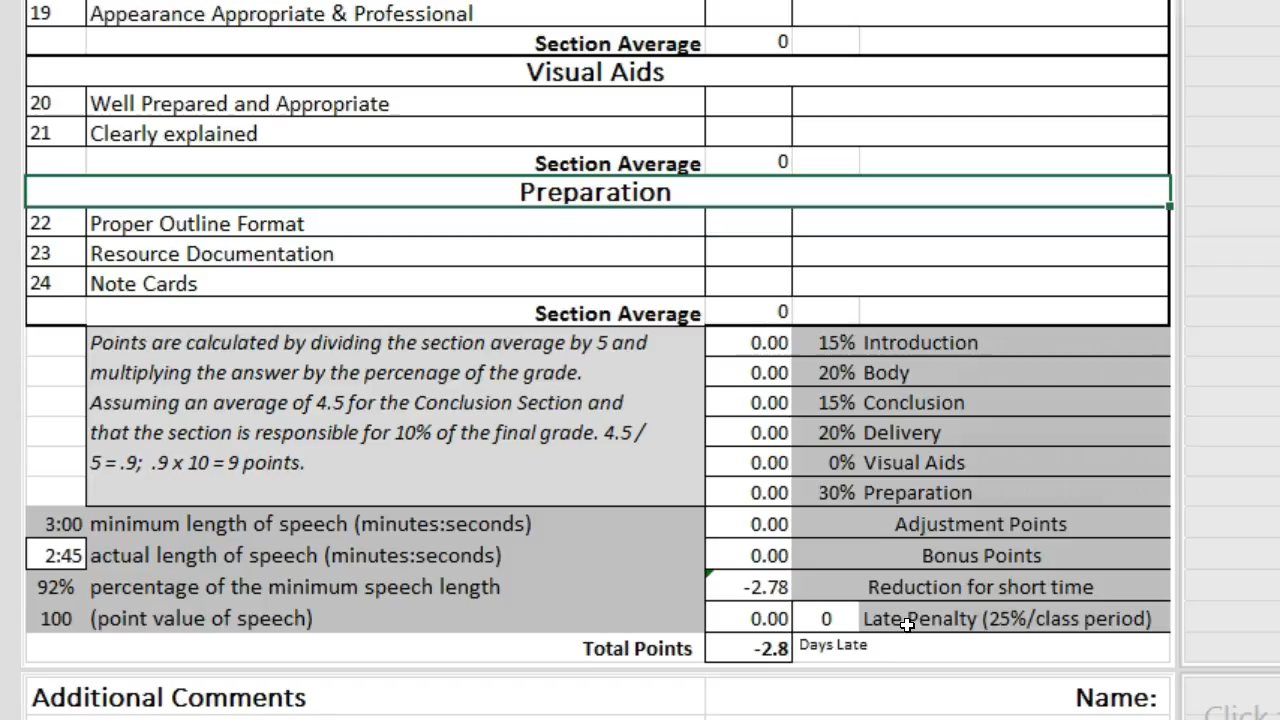 19 Appearance Appropriate & Professional
Section Average 0
Visual Aids
20 Well Prepared and Appropriate
21 Clearly explained
Section Average 0
Preparation
22 Proper Outline Format
23 Resource Documentation
24 Note Cards
Section Average 0
Points are calculated by dividing the section average by 5 and 0.00 15% Introduction
multiplying the answer by the percenage of the grade. 0.00 20% Body
Assuming an average of 4.5 for the Conclusion Section and 0.00 15% Conclusion
that the section is responsible for 10% of the final grade. 4.5 / 0.00 20% Delivery
5 = .9; .9 x 10 = 9 points. 0.00 0% Visual Aids
0.00 30% Preparation
3:00 minimum length of speech (minutes:seconds) 0.00 Adjustment Points
2:45 actual length of speech (minutes:seconds) 0.00 Bonus Points
92% percentage of the minimum speech length -2.78 Reduction for short time
100 (point value of speech) 0.00 0 Late Penalty (25%/class period)
Total Points -2.8 Days Late
Additional Comments Name:
Click